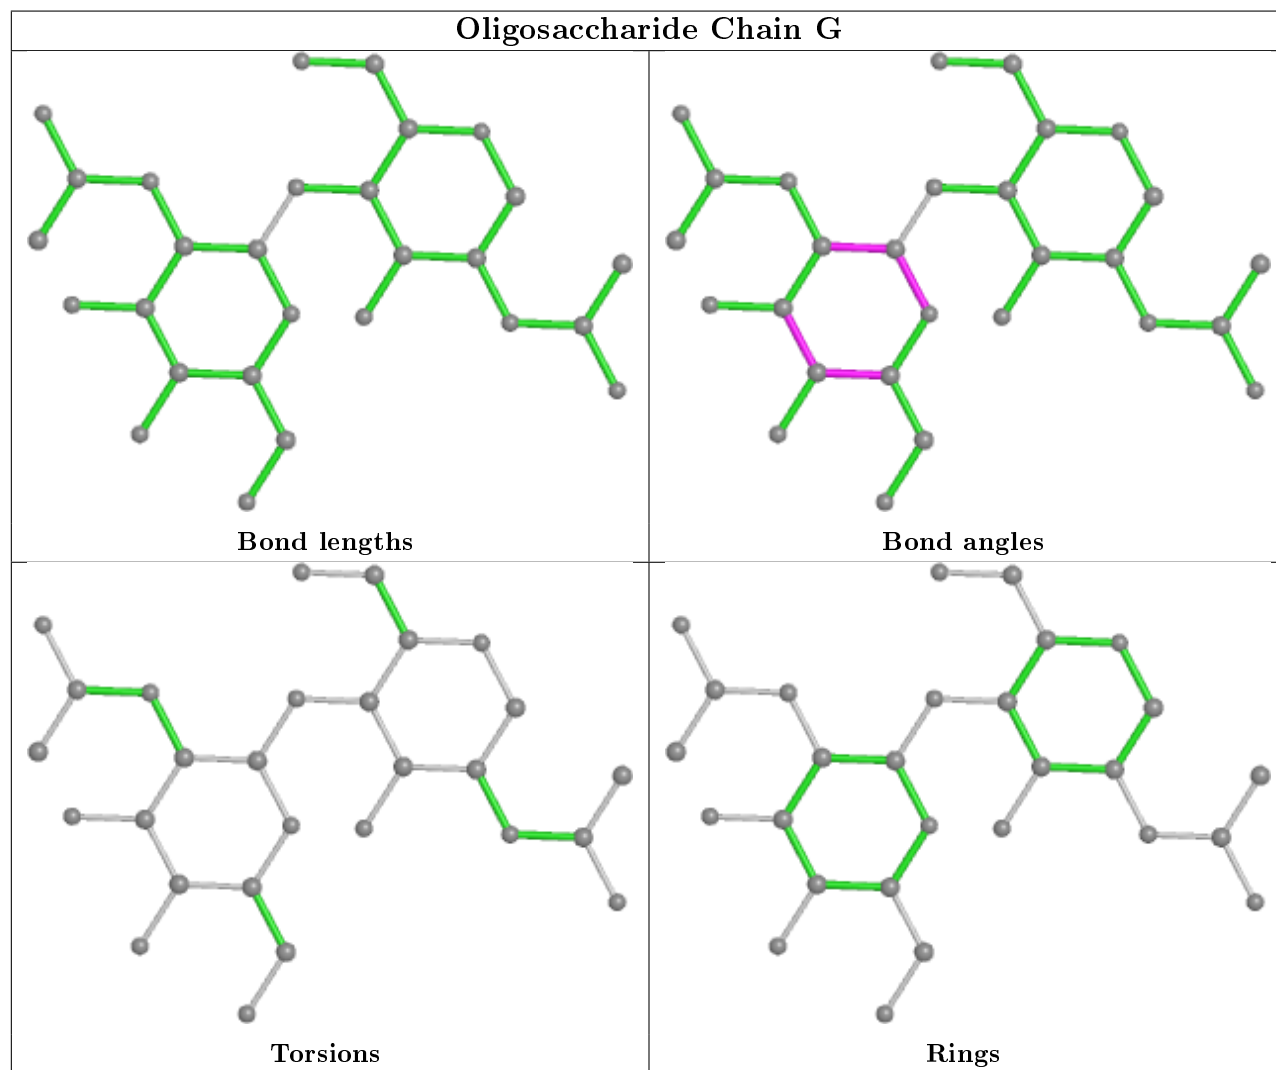 Oligosaccharide Chain G
Bond lengths
Bond angles
Torsions
Rings